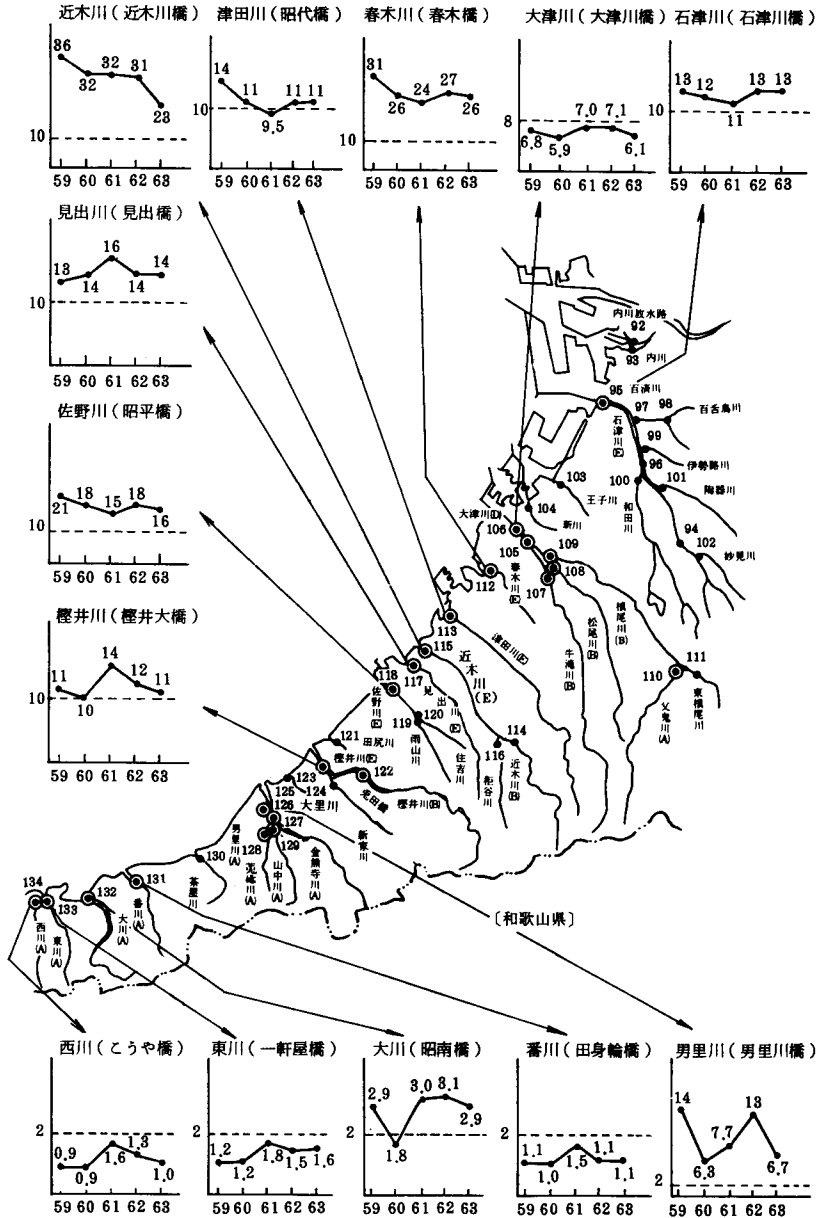 近木川（近木川橋）
36
32
32
31
23
10
59 60 61 62 63
津田川（昭代橋）
14
11
9.5
11
11
10
59 60 61 62 63
春木川（春木橋）
31
26
24
27
26
10
59 60 61 62 63
大津川（大津川橋）
8
6.8
5.9
7.0
7.1
6.1
59 60 61 62 63
石津川（石津川橋）
13
12
11
13
13
10
59 60 61 62 63
見出川（見出橋）
13
14
16
14
14
10
59 60 61 62 63
佐野川（昭平橋）
21
18
15
18
16
10
59 60 61 62 63
樫井川（樫井大橋）
11
10
14
12
11
10
59 60 61 62 63
内川放水路
92
93
内川
95
百済川
97
98
百舌鳥川
石津川(E)
99
伊勢路川
96
100
101
陶器川
和田川
94
102
妙見川
103
王子川
104
新川
大津川(D)
106
105
109
108
107
春木川(E)
112
槇尾川(B)
松尾川(B)
牛滝川(B)
113
津田川(E)
110
111
東槇尾川
父鬼川(A)
115
近木川(E)
117
118
佐野川(E)
見出川(E)
120
119
雨山川
住吉川
114
116
近木川(B)
121
田尻川
樫井川(E)
122
樫井川(B)
123
124
125
大里川
新家川
126
127
128
129
男里川(A)
山中川(A)
金熊寺川(A)
130
茶屋川
131
132
番川(A)
大川(A)
134
133
西川(A)
東川(A)
〔和歌山県〕
西川（こうや橋）
2
0.9
0.9
1.6
1.3
1.0
59 60 61 62 63
東川（一軒屋橋）
2
1.2
1.2
1.8
1.5
1.6
59 60 61 62 63
大川（昭南橋）
2.9
1.8
3.0
3.1
2.9
2
59 60 61 62 63
番川（田身輪橋）
2
1.1
1.0
1.5
1.1
1.1
59 60 61 62 63
男里川（男里川橋）
14
6.3
7.7
13
6.7
2
59 60 61 62 63